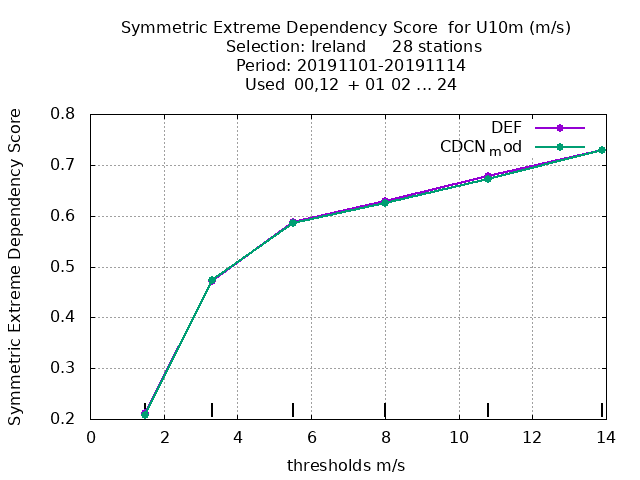 Symmetric Extreme Dependency Score for U10m (m/s)
Selection: Ireland 28 stations
Period: 20191101-20191114
Used 00,12 + 01 02 ... 24
DEF
CDCN_mod
Symmetric Extreme Dependency Score
0.8
0.7
0.6
0.5
0.4
0.3
0.2
0 2 4 6 8 10 12 14
thresholds m/s